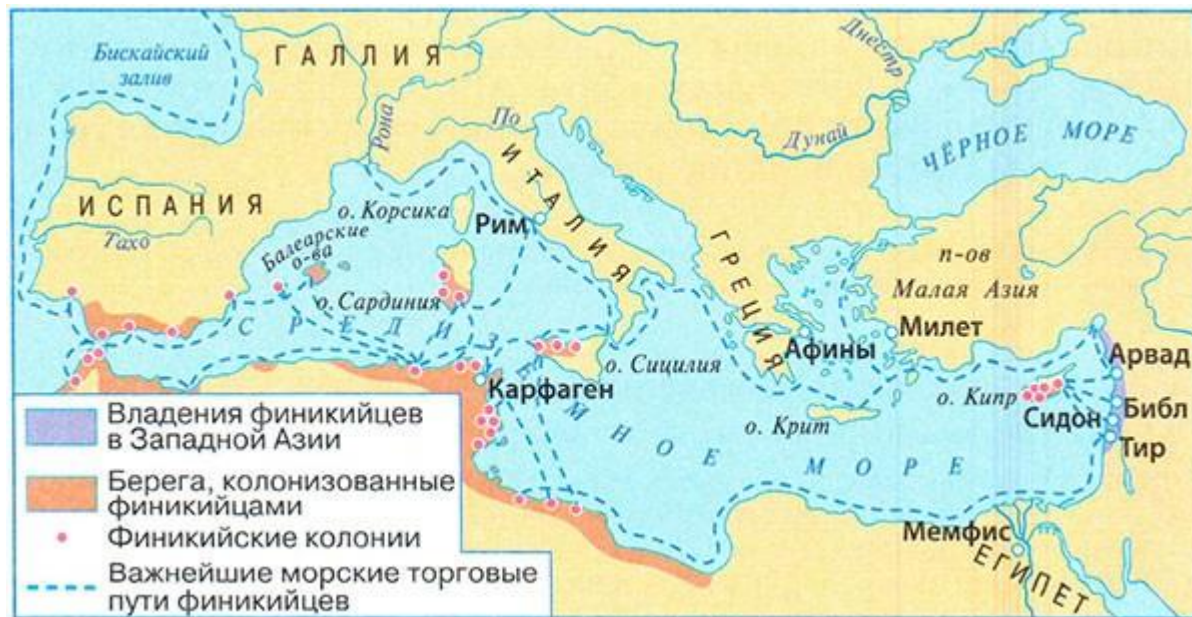 Бискайский
залив
ГАЛЛИЯ
Днестр
Рона
По
Дунай
ЧЁРНОЕ МОРЕ
ИСПАНИЯ
Тахо
ИТАЛИЯ
о. Корсика
Рим
Балеарские
о-ва
ГРЕЦИЯ
п-ов
Малая Азия
о. Сардиния
СРЕДИЗЕМНОЕ МОРЕ
Афины
Милет
Арвад
о. Сицилия
Карфаген
о. Кипр
Библ
Сидон
о. Крит
Тир
Мемфис
ЕГИПЕТ
Владения финикийцев
в Западной Азии
Берега, колонизованные
финикийцами
Финикийские колонии
Важнейшие морские торговые
пути финикийцев